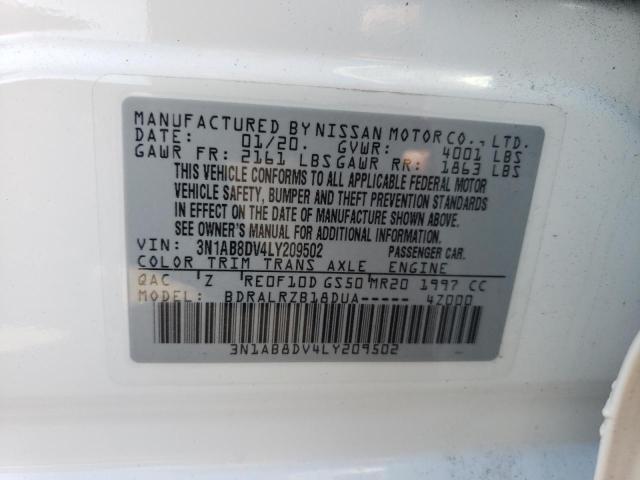 MANUFACTURED BY NISSAN MOTOR CO., LTD.
DATE: 01/20. GVWR: 4001 LBS
GAWR FR: 2161 LBS GAWR RR: 1863 LBS
THIS VEHICLE CONFORMS TO ALL APPLICABLE FEDERAL MOTOR
VEHICLE SAFETY, BUMPER AND THEFT PREVENTION STANDARDS
IN EFFECT ON THE DATE OF MANUFACTURE SHOWN ABOVE.
SEE OWNER'S MANUAL FOR ADDITIONAL INFORMATION.
VIN: 3N1AB8DV4LY209502 PASSENGER CAR.
COLOR TRIM TRANS AXLE ENGINE
QAC Z RE0F10D GS50 MR20 1997 CC
MODEL: BDRALRZB18DUA----- 4Z000
3N1AB8DV4LY209502